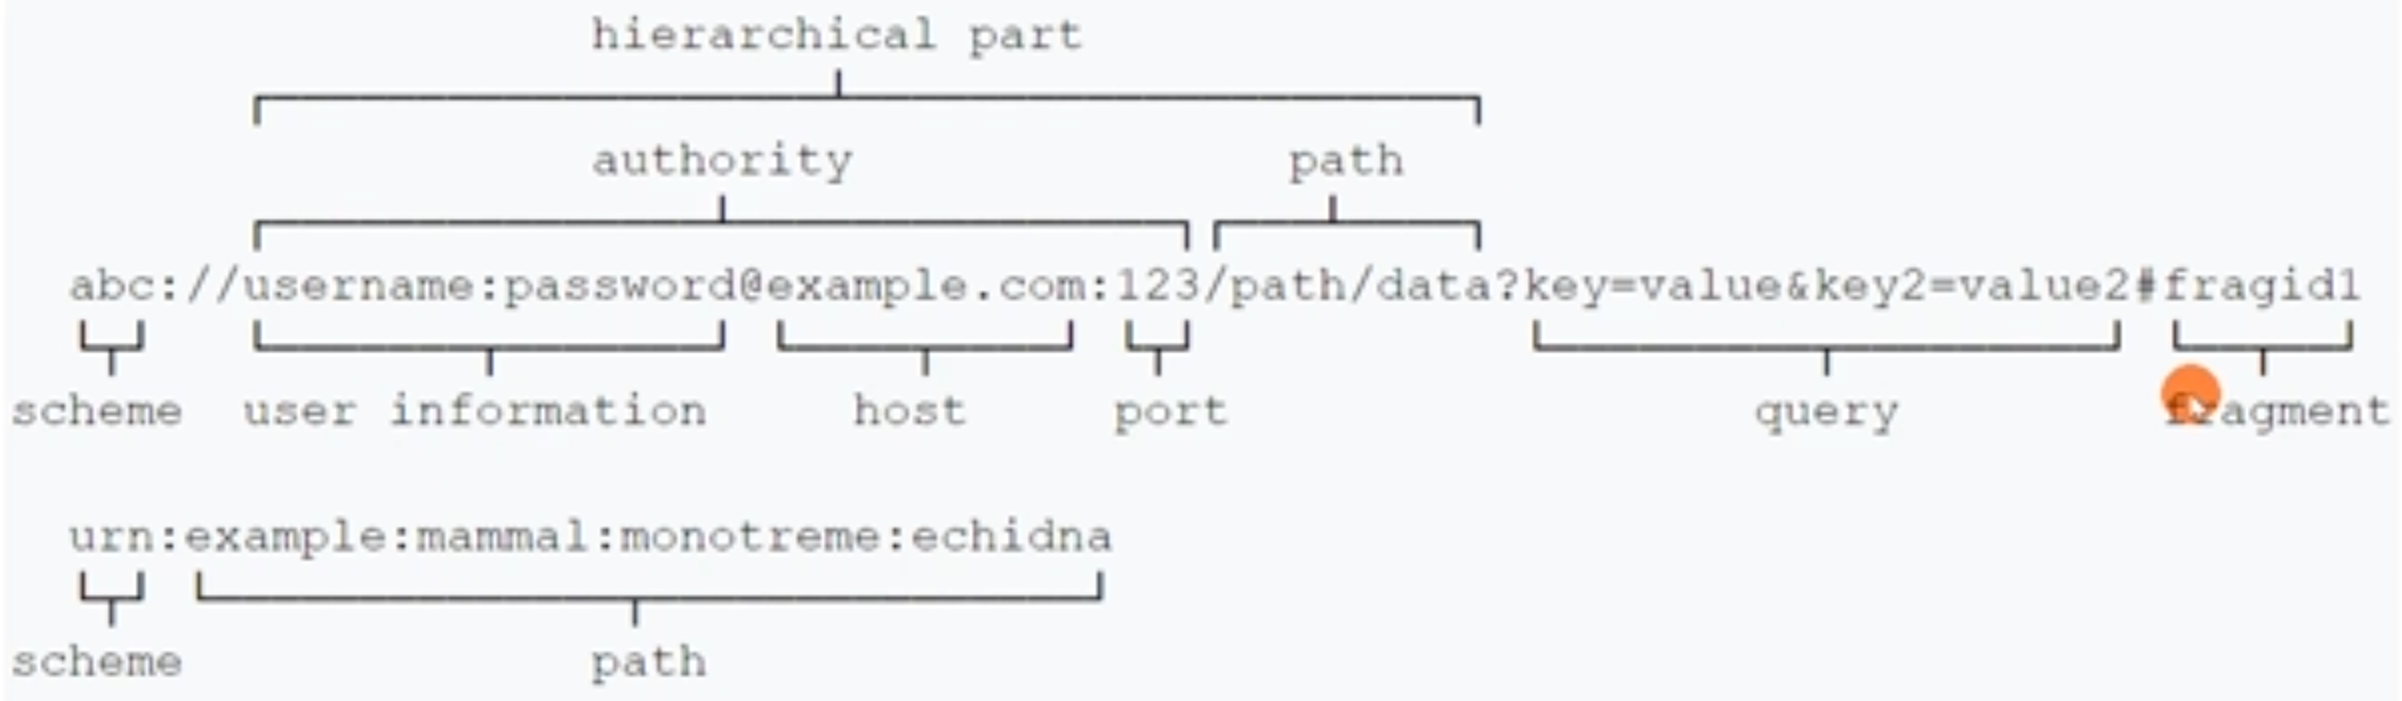 hierarchical part
authority path
abc://username:password@example.com:123/path/data?key=value&key2=value2#fragid1
scheme user information host port query fragment
urn:example:mammal:monotreme:echidna
scheme path